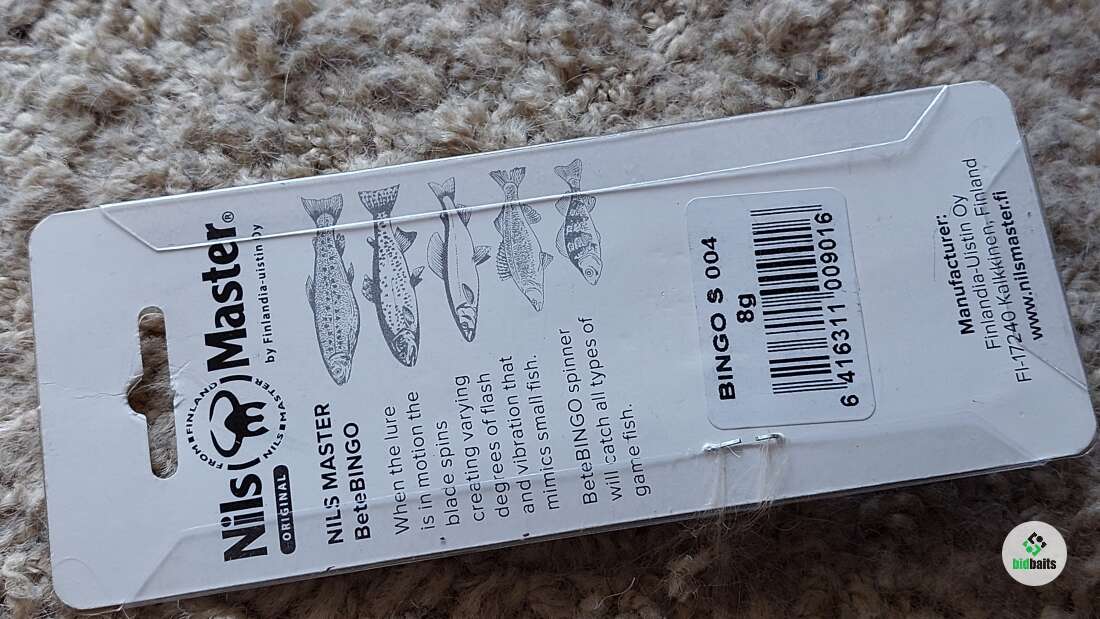 Nils Master®
by Finlandia-uistin Oy
FROM FINLAND
NILS MASTER
ORIGINAL
NILS MASTER
BeteBINGO
When the lure
is in motion the
blade spins
creating varying
degrees of flash
and vibration that
mimics small fish.
BeteBINGO spinner
will catch all types of
game fish.
BINGO S 004
8g
6 416311 009016
Manufacturer:
Finlandia-Uistin Oy
FI-17240 Kalkkinen, Finland
www.nilsmaster.fi
bidbaits